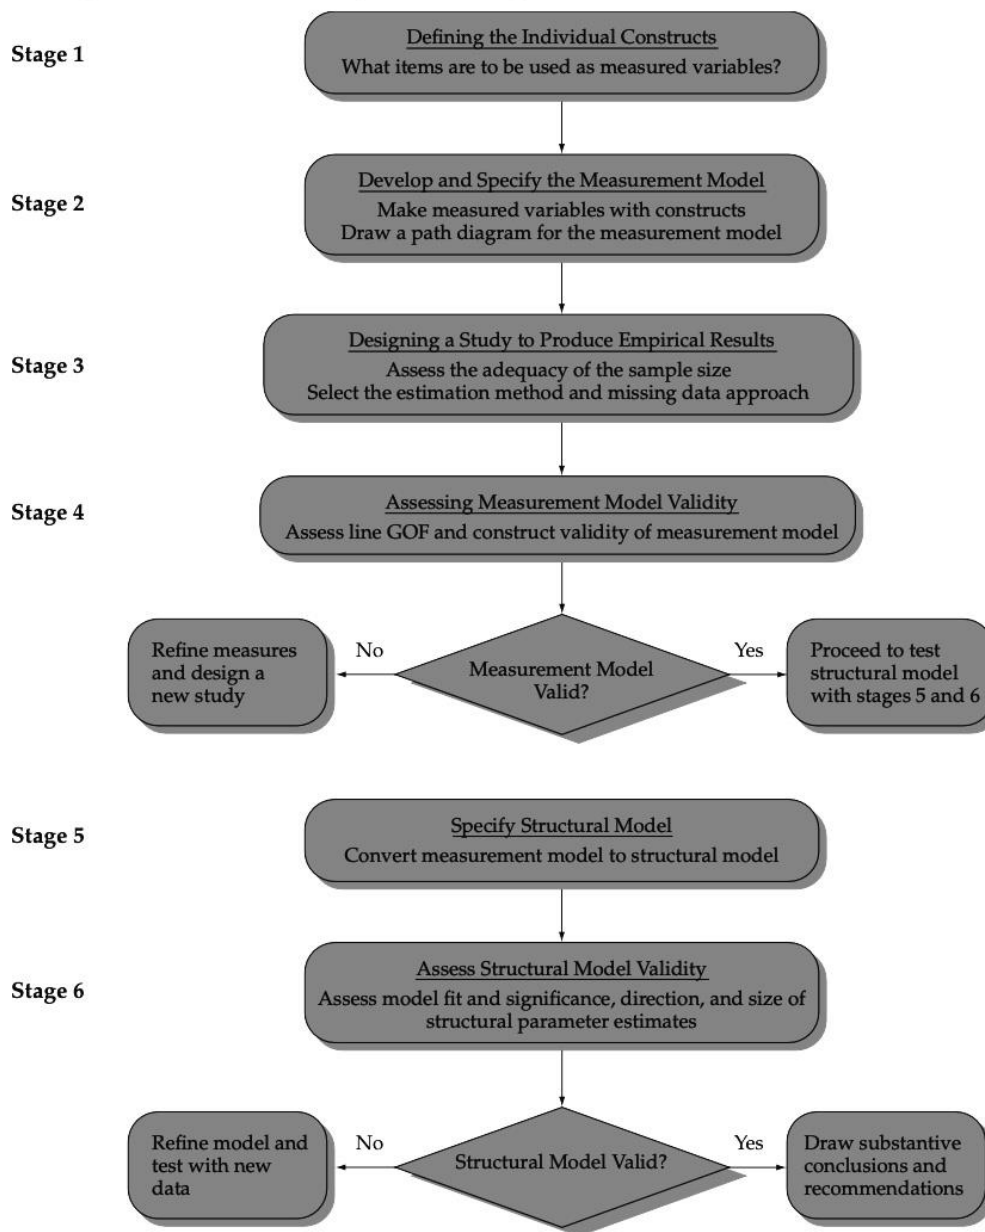 Stage 1
Defining the Individual Constructs
What items are to be used as measured variables?
Stage 2
Develop and Specify the Measurement Model
Make measured variables with constructs
Draw a path diagram for the measurement model
Stage 3
Designing a Study to Produce Empirical Results
Assess the adequacy of the sample size
Select the estimation method and missing data approach
Stage 4
Assessing Measurement Model Validity
Assess line GOF and construct validity of measurement model
Refine measures
and design a
new study
No
Measurement Model
Valid?
Yes
Proceed to test
structural model
with stages 5 and 6
Stage 5
Specify Structural Model
Convert measurement model to structural model
Stage 6
Assess Structural Model Validity
Assess model fit and significance, direction, and size of
structural parameter estimates
Refine model and
test with new
data
No
Structural Model Valid?
Yes
Draw substantive
conclusions and
recommendations